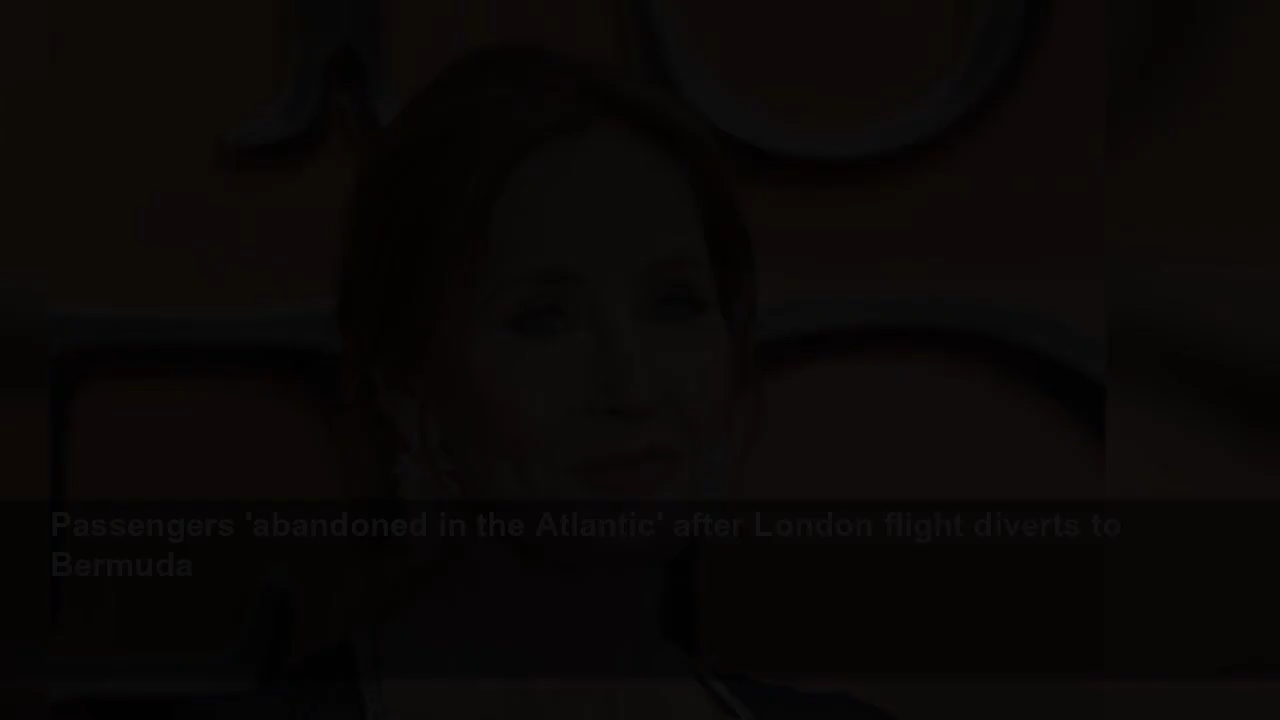 Passengers 'abandoned in the Atlantic' after London flight diverts to
Bermuda